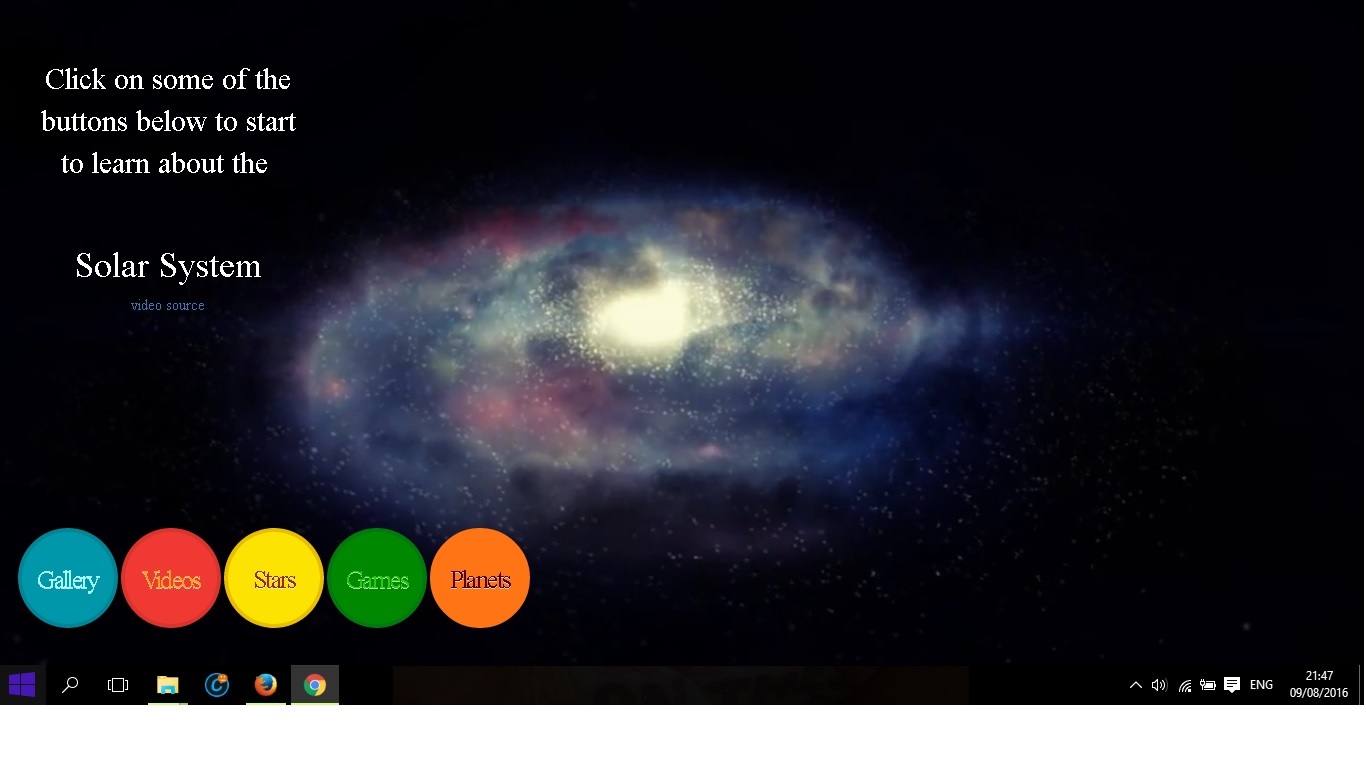 Click on some of the
buttons below to start
to learn about the
Solar System
video source
Gallery
Videos
Stars
Games
Planets
ENG
21:47
09/08/2016